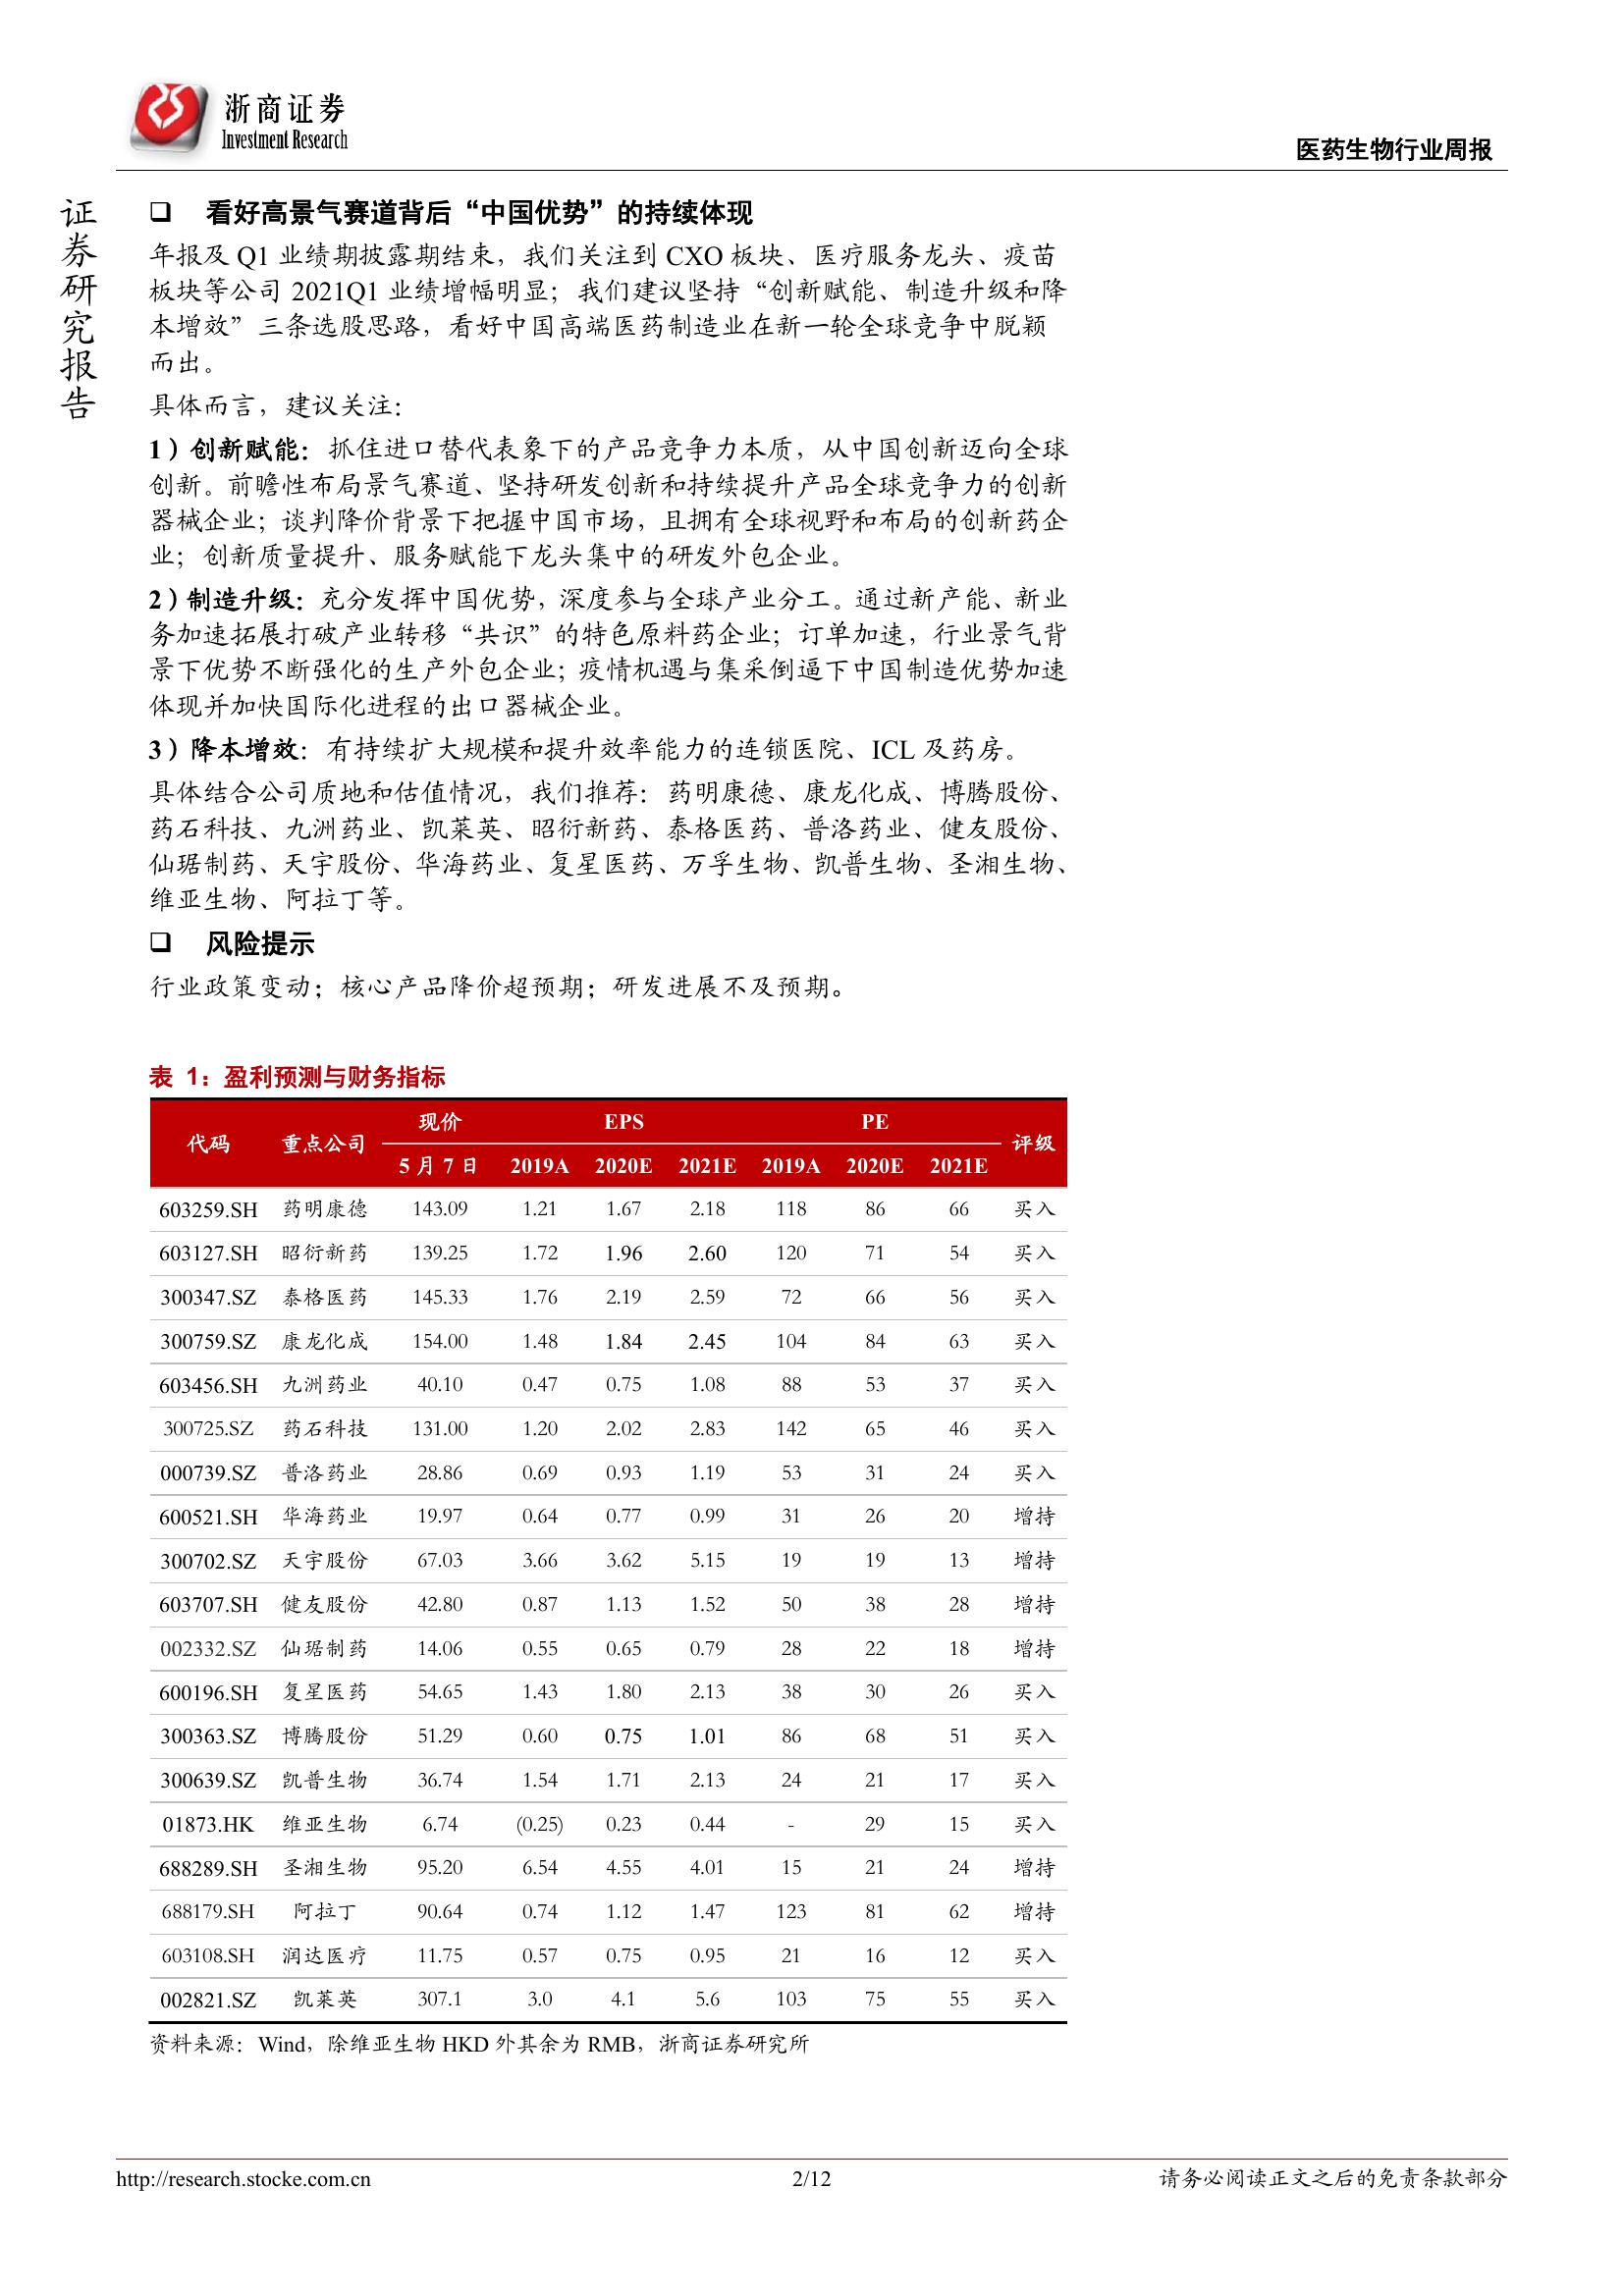 浙商证券
Investment Research
医药生物行业周报
证券研究报告
❑ 看好高景气赛道背后“中国优势”的持续体现
年报及 Q1 业绩期披露期结束，我们关注到 CXO 板块、医疗服务龙头、疫苗
板块等公司 2021Q1 业绩增幅明显；我们建议坚持“创新赋能、制造升级和降
本增效”三条选股思路，看好中国高端医药制造业在新一轮全球竞争中脱颖
而出。
具体而言，建议关注：
1）创新赋能：抓住进口替代表象下的产品竞争力本质，从中国创新迈向全球
创新。前瞻性布局景气赛道、坚持研发创新和持续提升产品全球竞争力的创新
器械企业；谈判降价背景下把握中国市场，且拥有全球视野和布局的创新药企
业；创新质量提升、服务赋能下龙头集中的研发外包企业。
2）制造升级：充分发挥中国优势，深度参与全球产业分工。通过新产能、新业
务加速拓展打破产业转移“共识”的特色原料药企业；订单加速，行业景气背
景下优势不断强化的生产外包企业；疫情机遇与集采倒逼下中国制造优势加速
体现并加快国际化进程的出口器械企业。
3）降本增效：有持续扩大规模和提升效率能力的连锁医院、ICL 及药房。
具体结合公司质地和估值情况，我们推荐：药明康德、康龙化成、博腾股份、
药石科技、九洲药业、凯莱英、昭衍新药、泰格医药、普洛药业、健友股份、
仙琚制药、天宇股份、华海药业、复星医药、万孚生物、凯普生物、圣湘生物、
维亚生物、阿拉丁等。
❑ 风险提示
行业政策变动；核心产品降价超预期；研发进展不及预期。
表 1：盈利预测与财务指标
代码 重点公司 现价 EPS PE 评级
5 月 7 日 2019A 2020E 2021E 2019A 2020E 2021E
603259.SH 药明康德 143.09 1.21 1.67 2.18 118 86 66 买入
603127.SH 昭衍新药 139.25 1.72 1.96 2.60 120 71 54 买入
300347.SZ 泰格医药 145.33 1.76 2.19 2.59 72 66 56 买入
300759.SZ 康龙化成 154.00 1.48 1.84 2.45 104 84 63 买入
603456.SH 九洲药业 40.10 0.47 0.75 1.08 88 53 37 买入
300725.SZ 药石科技 131.00 1.20 2.02 2.83 142 65 46 买入
000739.SZ 普洛药业 28.86 0.69 0.93 1.19 53 31 24 买入
600521.SH 华海药业 19.97 0.64 0.77 0.99 31 26 20 增持
300702.SZ 天宇股份 67.03 3.66 3.62 5.15 19 19 13 增持
603707.SH 健友股份 42.80 0.87 1.13 1.52 50 38 28 增持
002332.SZ 仙琚制药 14.06 0.55 0.65 0.79 28 22 18 增持
600196.SH 复星医药 54.65 1.43 1.80 2.13 38 30 26 买入
300363.SZ 博腾股份 51.29 0.60 0.75 1.01 86 68 51 买入
300639.SZ 凯普生物 36.74 1.54 1.71 2.13 24 21 17 买入
01873.HK 维亚生物 6.74 (0.25) 0.23 0.44 - 29 15 买入
688289.SH 圣湘生物 95.20 6.54 4.55 4.01 15 21 24 增持
688179.SH 阿拉丁 90.64 0.74 1.12 1.47 123 81 62 增持
603108.SH 润达医疗 11.75 0.57 0.75 0.95 21 16 12 买入
002821.SZ 凯莱英 307.1 3.0 4.1 5.6 103 75 55 买入
资料来源：Wind，除维亚生物 HKD 外其余为 RMB，浙商证券研究所
http://research.stocke.com.cn 2/12 请务必阅读正文之后的免责条款部分